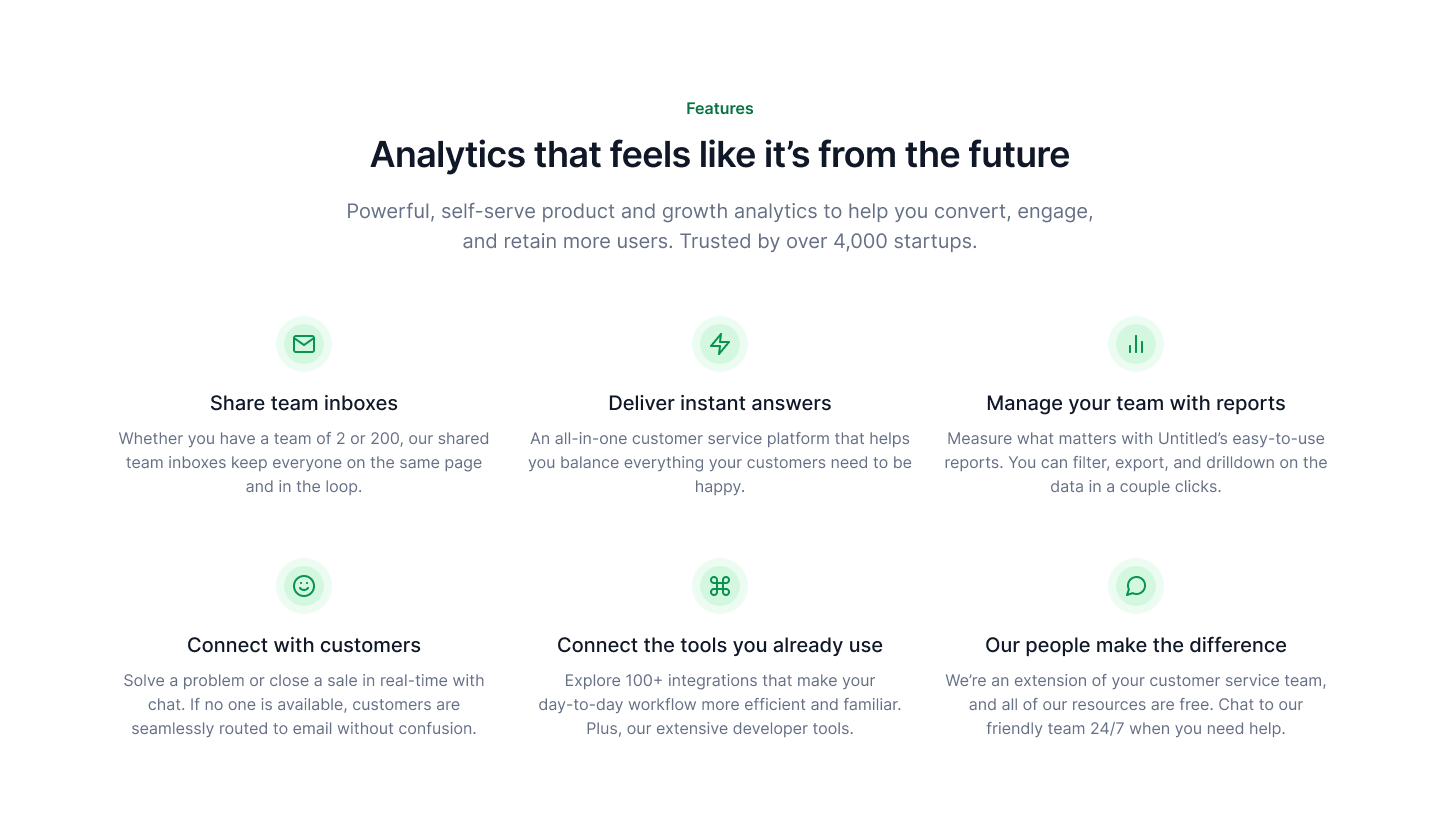 Features
Analytics that feels like it’s from the future
Powerful, self-serve product and growth analytics to help you convert, engage,
and retain more users. Trusted by over 4,000 startups.
Share team inboxes
Whether you have a team of 2 or 200, our shared
team inboxes keep everyone on the same page
and in the loop.
Deliver instant answers
An all-in-one customer service platform that helps
you balance everything your customers need to be
happy.
Manage your team with reports
Measure what matters with Untitled’s easy-to-use
reports. You can filter, export, and drilldown on the
data in a couple clicks.
Connect with customers
Solve a problem or close a sale in real-time with
chat. If no one is available, customers are
seamlessly routed to email without confusion.
Connect the tools you already use
Explore 100+ integrations that make your
day-to-day workflow more efficient and familiar.
Plus, our extensive developer tools.
Our people make the difference
We’re an extension of your customer service team,
and all of our resources are free. Chat to our
friendly team 24/7 when you need help.